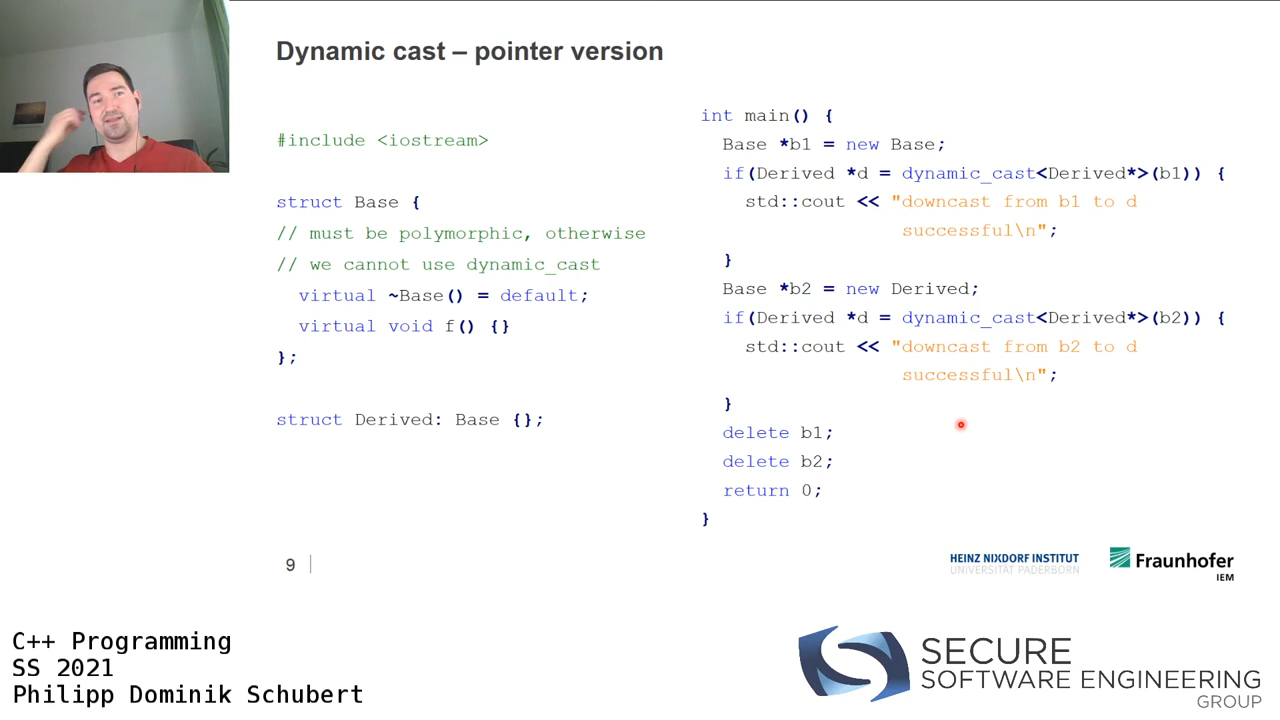 Dynamic cast – pointer version
#include <iostream>
struct Base {
// must be polymorphic, otherwise
// we cannot use dynamic_cast
virtual ~Base() = default;
virtual void f() {}
};
struct Derived: Base {};
int main() {
Base *b1 = new Base;
if(Derived *d = dynamic_cast<Derived*>(b1)) {
std::cout << "downcast from b1 to d
successful\n";
}
Base *b2 = new Derived;
if(Derived *d = dynamic_cast<Derived*>(b2)) {
std::cout << "downcast from b2 to d
successful\n";
}
delete b1;
delete b2;
return 0;
}
9
HEINZ NIXDORF INSTITUT
UNIVERSITÄT PADERBORN
Fraunhofer
IEM
C++ Programming
SS 2021
Philipp Dominik Schubert
SECURE
SOFTWARE ENGINEERING
GROUP